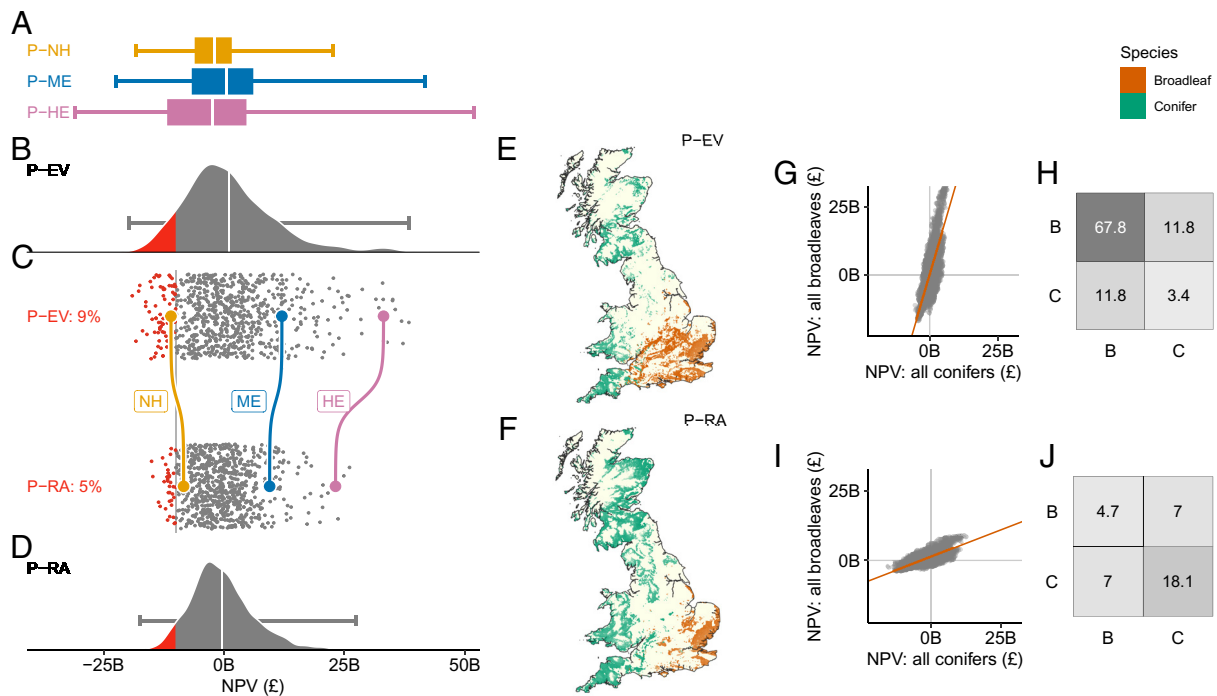 A
P−NH
P−ME
P−HE
Species
Broadleaf
Conifer
B
P−EV
C
P−EV: 9%
NH
ME
HE
P−RA: 5%
D
P−RA
−25B
0B
25B
50B
NPV (£)
E
P−EV
F
P−RA
G
NPV: all broadleaves (£)
25B
0B
0B
25B
NPV: all conifers (£)
H
B
67.8
11.8
C
11.8
3.4
B
C
I
NPV: all broadleaves (£)
25B
0B
0B
25B
NPV: all conifers (£)
J
B
4.7
7
C
7
18.1
B
C